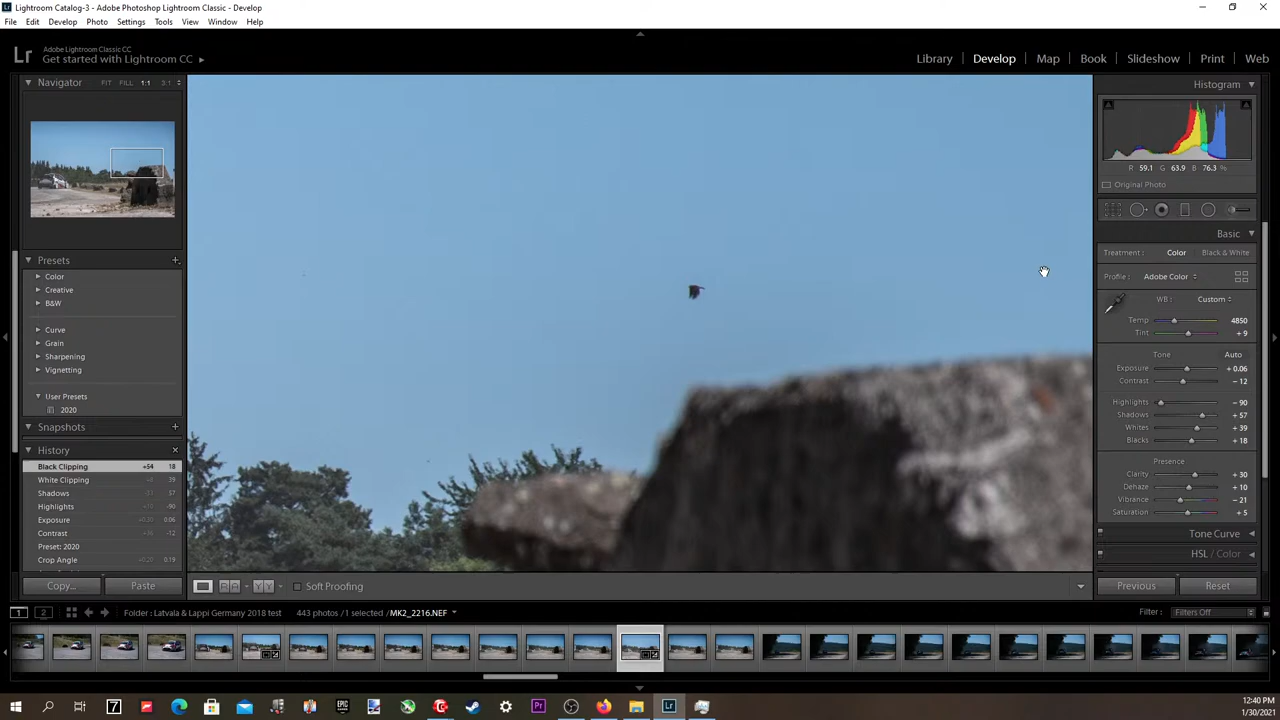 Lightroom Catalog-3 - Adobe Photoshop Lightroom Classic - Develop
File Edit Develop Photo Settings Tools View Window Help
Lr
Adobe Lightroom Classic CC
Get started with Lightroom CC
Library Develop Map Book Slideshow Print Web
Navigator FIT FILL 1:1 3:1
Histogram
R 59.1 G 63.9 B 76.3 %
Original Photo
Basic
Treatment: Color Black & White
Profile: Adobe Color
WB: Custom
Temp 4850
Tint + 9
Tone Auto
Exposure + 0.06
Contrast - 12
Highlights - 90
Shadows + 57
Whites + 39
Blacks + 18
Presence
Clarity + 30
Dehaze + 10
Vibrance - 21
Saturation + 5
Tone Curve
HSL / Color
Previous Reset
Presets
Color
Creative
B&W
Curve
Grain
Sharpening
Vignetting
User Presets
2020
Snapshots
History
Black Clipping +54 18
White Clipping 39
Shadows 57
Highlights -90
Exposure 0.06
Contrast -12
Preset: 2020
Crop Angle +0.20 0.19
Copy... Paste
Soft Proofing
1 2 Folder : Latvala & Lappi Germany 2018 test 443 photos / 1 selected / MK2_2216.NEF
Filter : Filters Off
12:40 PM
1/30/2021